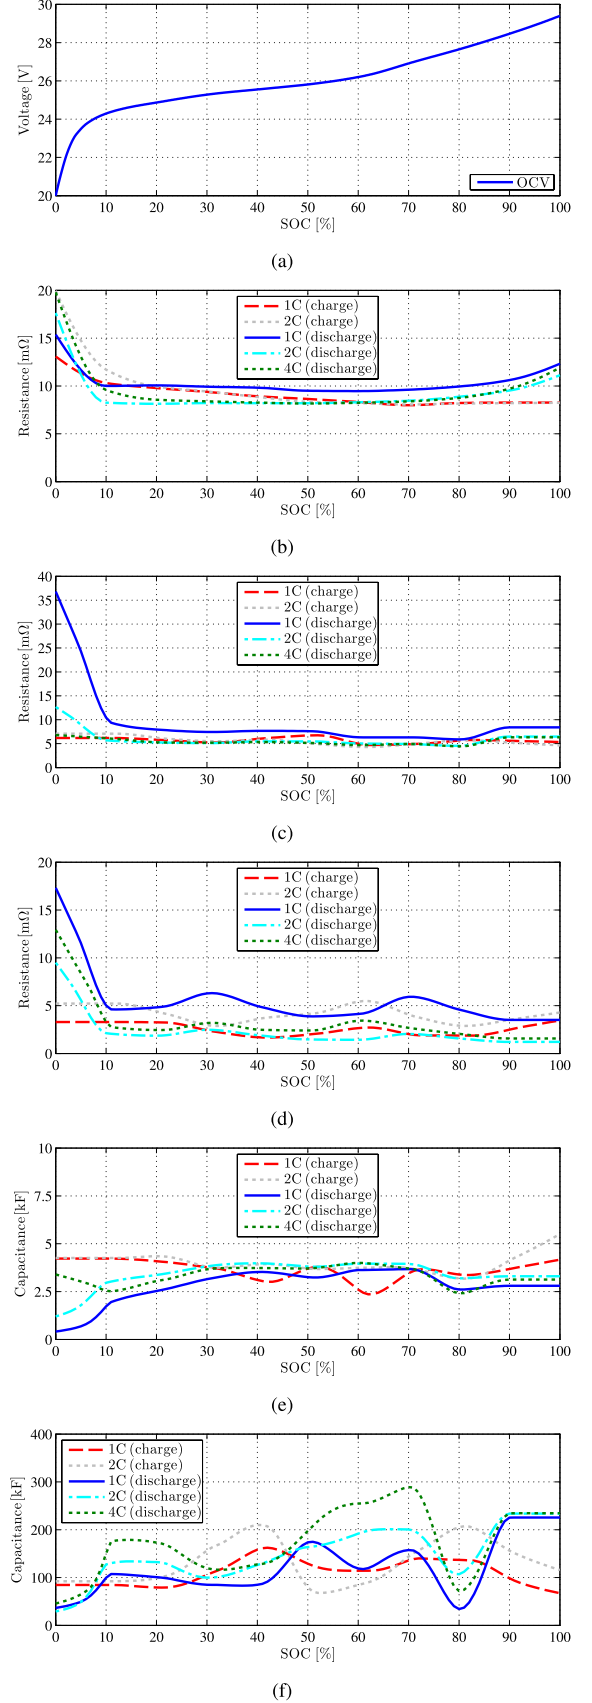 30
28
26
24
22
20
Voltage [V]
OCV
0 10 20 30 40 50 60 70 80 90 100
SOC [%]
(a)
20
15
10
5
0
Resistance [mΩ]
1C (charge)
2C (charge)
1C (discharge)
2C (discharge)
4C (discharge)
0 10 20 30 40 50 60 70 80 90 100
SOC [%]
(b)
40
35
30
25
20
15
10
5
0
Resistance [mΩ]
1C (charge)
2C (charge)
1C (discharge)
2C (discharge)
4C (discharge)
0 10 20 30 40 50 60 70 80 90 100
SOC [%]
(c)
20
15
10
5
0
Resistance [mΩ]
1C (charge)
2C (charge)
1C (discharge)
2C (discharge)
4C (discharge)
0 10 20 30 40 50 60 70 80 90 100
SOC [%]
(d)
10
7.5
5
2.5
0
Capacitance [kF]
1C (charge)
2C (charge)
1C (discharge)
2C (discharge)
4C (discharge)
0 10 20 30 40 50 60 70 80 90 100
SOC [%]
(e)
400
300
200
100
0
Capacitance [kF]
1C (charge)
2C (charge)
1C (discharge)
2C (discharge)
4C (discharge)
0 10 20 30 40 50 60 70 80 90 100
SOC [%]
(f)